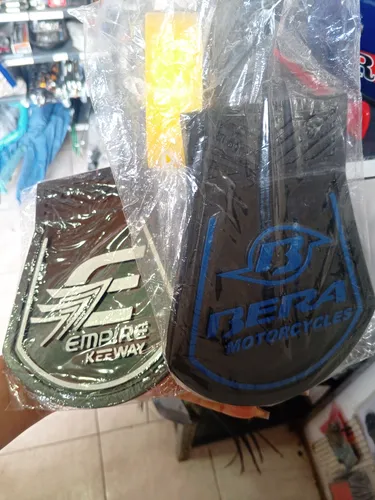 EMPIRE
KEEWAY
B
BERA
MOTORCYCLES
R